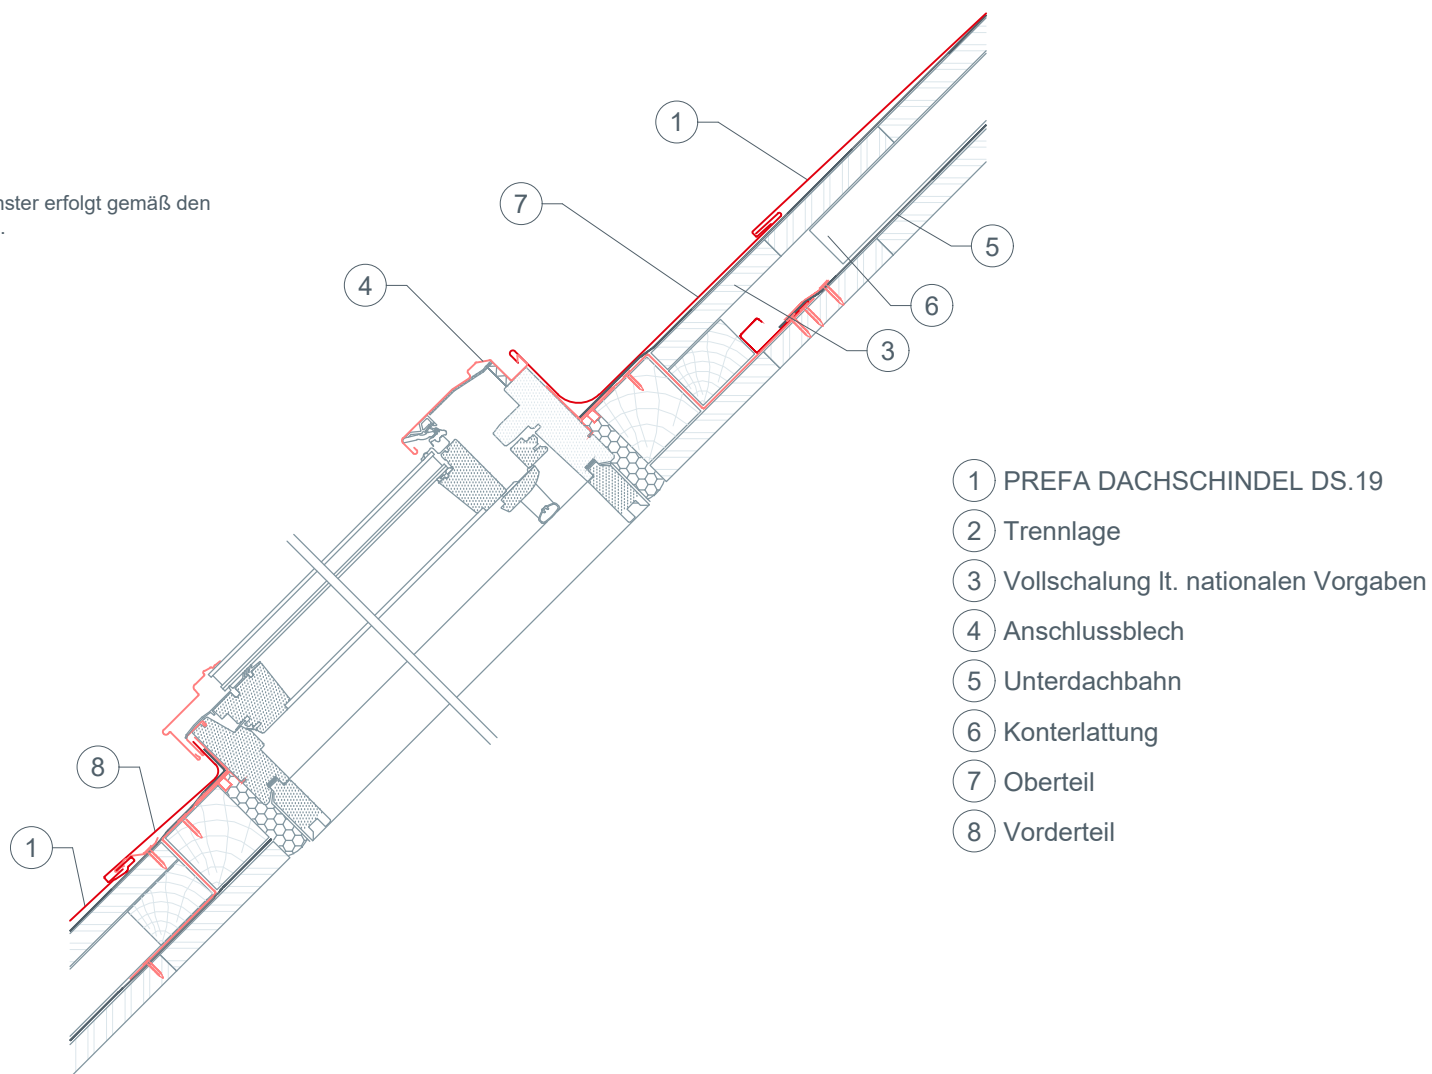 nster erfolgt gemäß den
.
1
7
4
5
6
3
8
1
1 PREFA DACHSCHINDEL DS.19
2 Trennlage
3 Vollschalung lt. nationalen Vorgaben
4 Anschlussblech
5 Unterdachbahn
6 Konterlattung
7 Oberteil
8 Vorderteil